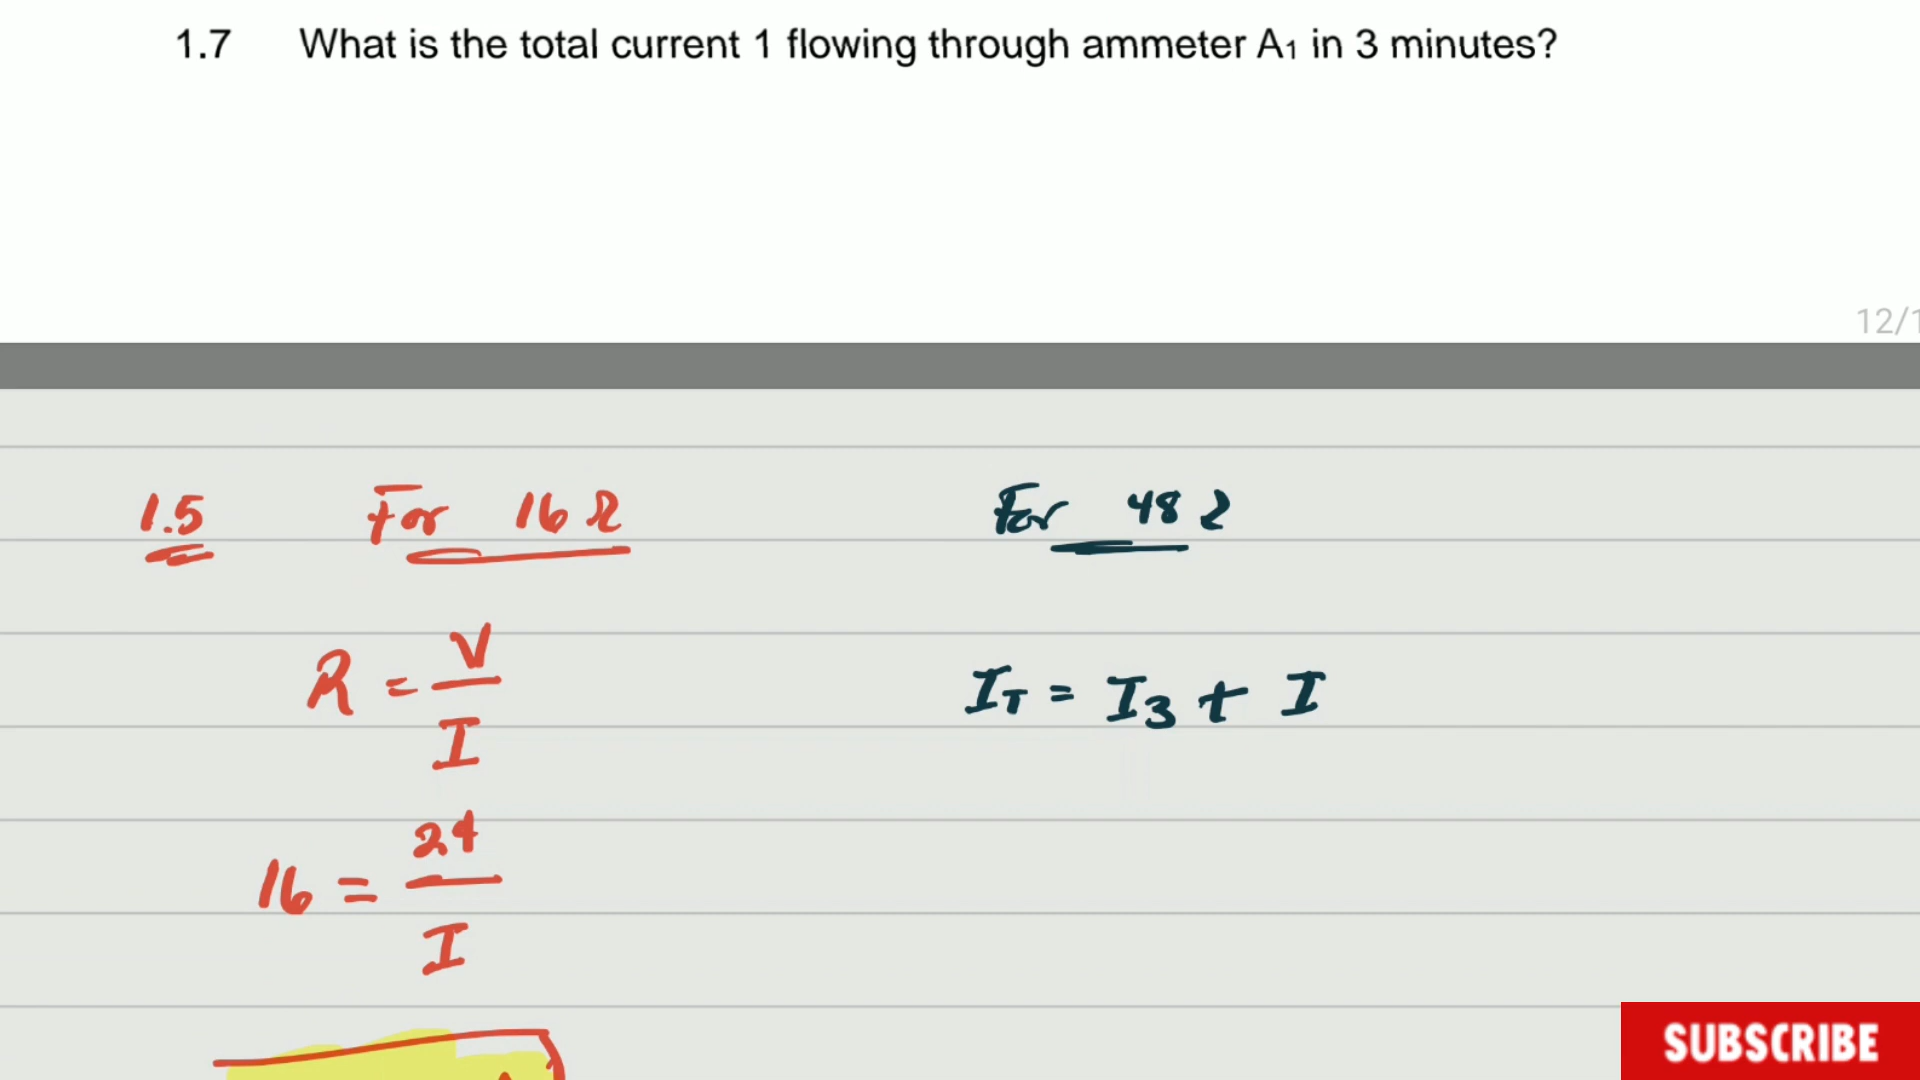 1.7 What is the total current 1 flowing through ammeter A₁ in 3 minutes?
12/1
1.5 For 16 Ω
R = V / I
16 = 24 / I
For 48 Ω
I_T = I₃ + I
SUBSCRIBE